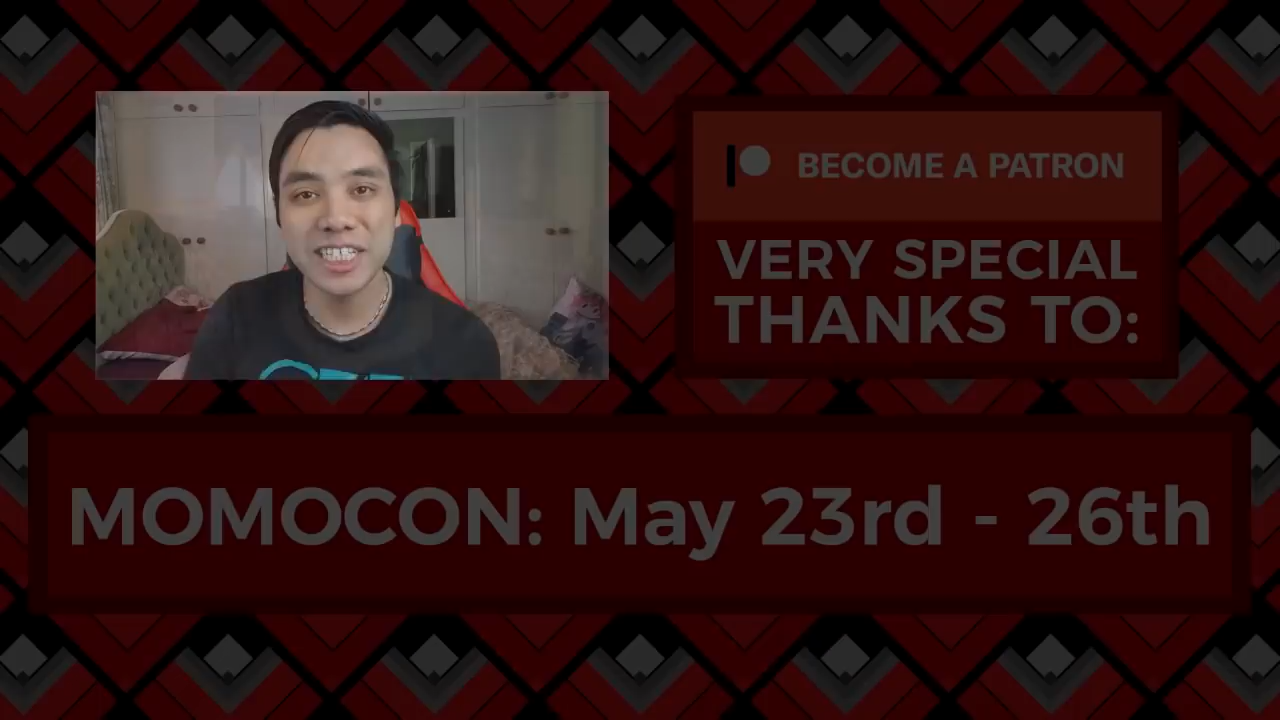 BECOME A PATRON
VERY SPECIAL
THANKS TO:
MOMOCON: May 23rd - 26th